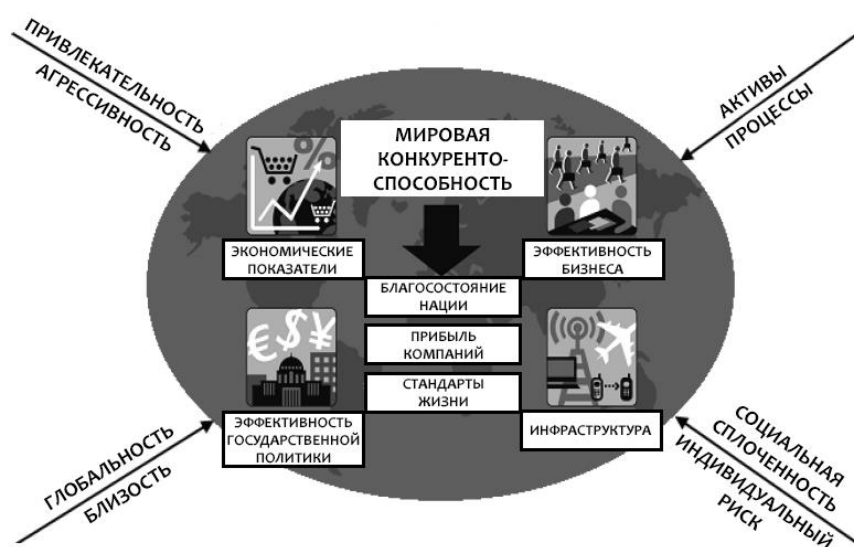 ПРИВЛЕКАТЕЛЬНОСТЬ
АГРЕССИВНОСТЬ
АКТИВЫ
ПРОЦЕССЫ
МИРОВАЯ
КОНКУРЕНТО-
СПОСОБНОСТЬ
%
ЭКОНОМИЧЕСКИЕ
ПОКАЗАТЕЛИ
ЭФФЕКТИВНОСТЬ
БИЗНЕСА
БЛАГОСОСТОЯНИЕ
НАЦИИ
ПРИБЫЛЬ
КОМПАНИЙ
СТАНДАРТЫ
ЖИЗНИ
€$¥
ЭФФЕКТИВНОСТЬ
ГОСУДАРСТВЕННОЙ
ПОЛИТИКИ
ИНФРАСТРУКТУРА
ГЛОБАЛЬНОСТЬ
БЛИЗОСТЬ
СОЦИАЛЬНАЯ
СПЛОЧЕННОСТЬ
ИНДИВИДУАЛЬНЫЙ
РИСК